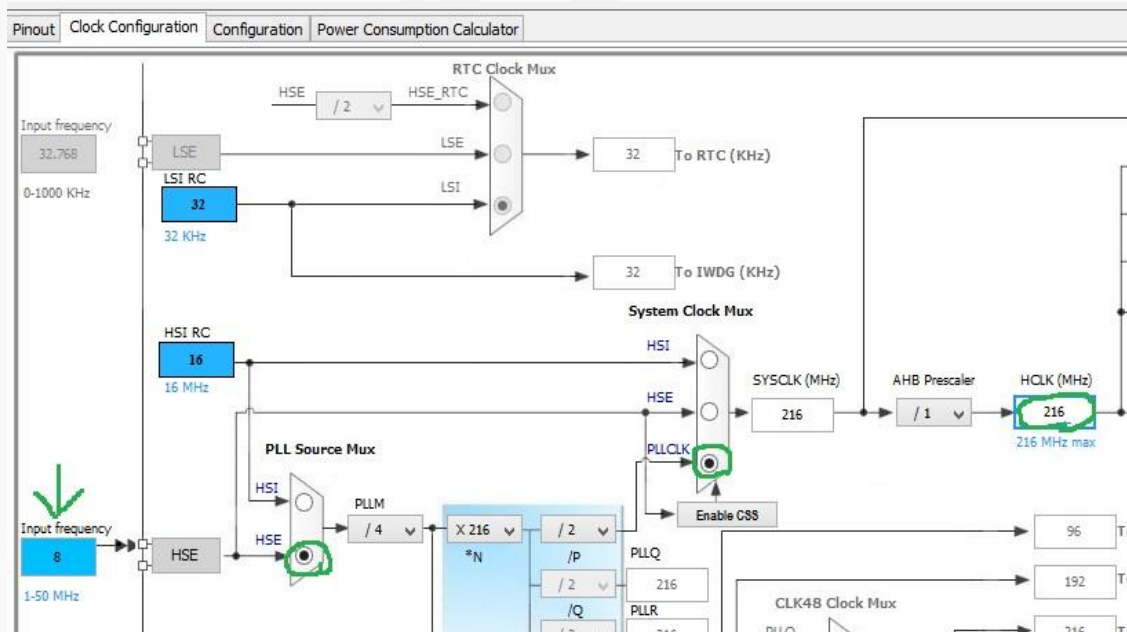 Pinout Clock Configuration Configuration Power Consumption Calculator
RTC Clock Mux
HSE / 2 HSE_RTC
Input frequency
32.768
0-1000 KHz
LSE
LSE
LSI RC
32
32 KHz
LSI
32 To RTC (KHz)
32 To IWDG (KHz)
System Clock Mux
HSI RC
16
16 MHz
HSI
HSE
PLLCLK
SYSCLK (MHz)
216
AHB Prescaler
/ 1
HCLK (MHz)
216
216 MHz max
Enable CSS
PLL Source Mux
HSI
HSE
PLLM
/ 4
Input frequency
8
1-50 MHz
HSE
X 216
*N
/ 2
/P
PLLQ
/ 2
216
/Q
PLLR
96
192
CLK48 Clock Mux